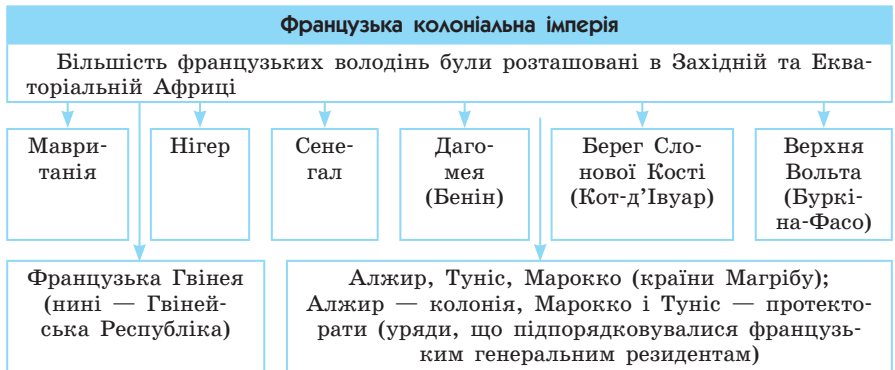 Французька колоніальна імперія
Більшість французьких володінь були розташовані в Західній та Еква-
торіальній Африці
Маври-
танія
Нігер
Сене-
гал
Даго-
мея
(Бенін)
Берег Сло-
нової Кості
(Кот-д’Івуар)
Верхня
Вольта
(Буркі-
на-Фасо)
Французька Гвінея
(нині — Гвіней-
ська Республіка)
Алжир, Туніс, Марокко (країни Магрібу);
Алжир — колонія, Марокко і Туніс — протекто-
рати (уряди, що підпорядковувалися французь-
ким генеральним резидентам)